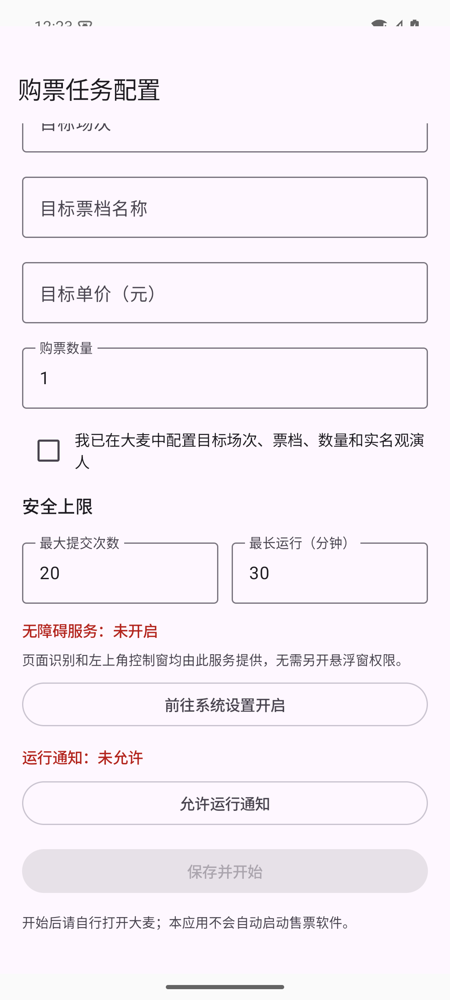 12:23
购票任务配置
目标场次
目标票档名称
目标单价（元）
购票数量
1
我已在大麦中配置目标场次、票档、数量和实名观演
人
安全上限
最大提交次数
最长运行（分钟）
20
30
无障碍服务：未开启
页面识别和左上角控制窗均由此服务提供，无需另开悬浮窗权限。
前往系统设置开启
运行通知：未允许
允许运行通知
保存并开始
开始后请自行打开大麦；本应用不会自动启动售票软件。